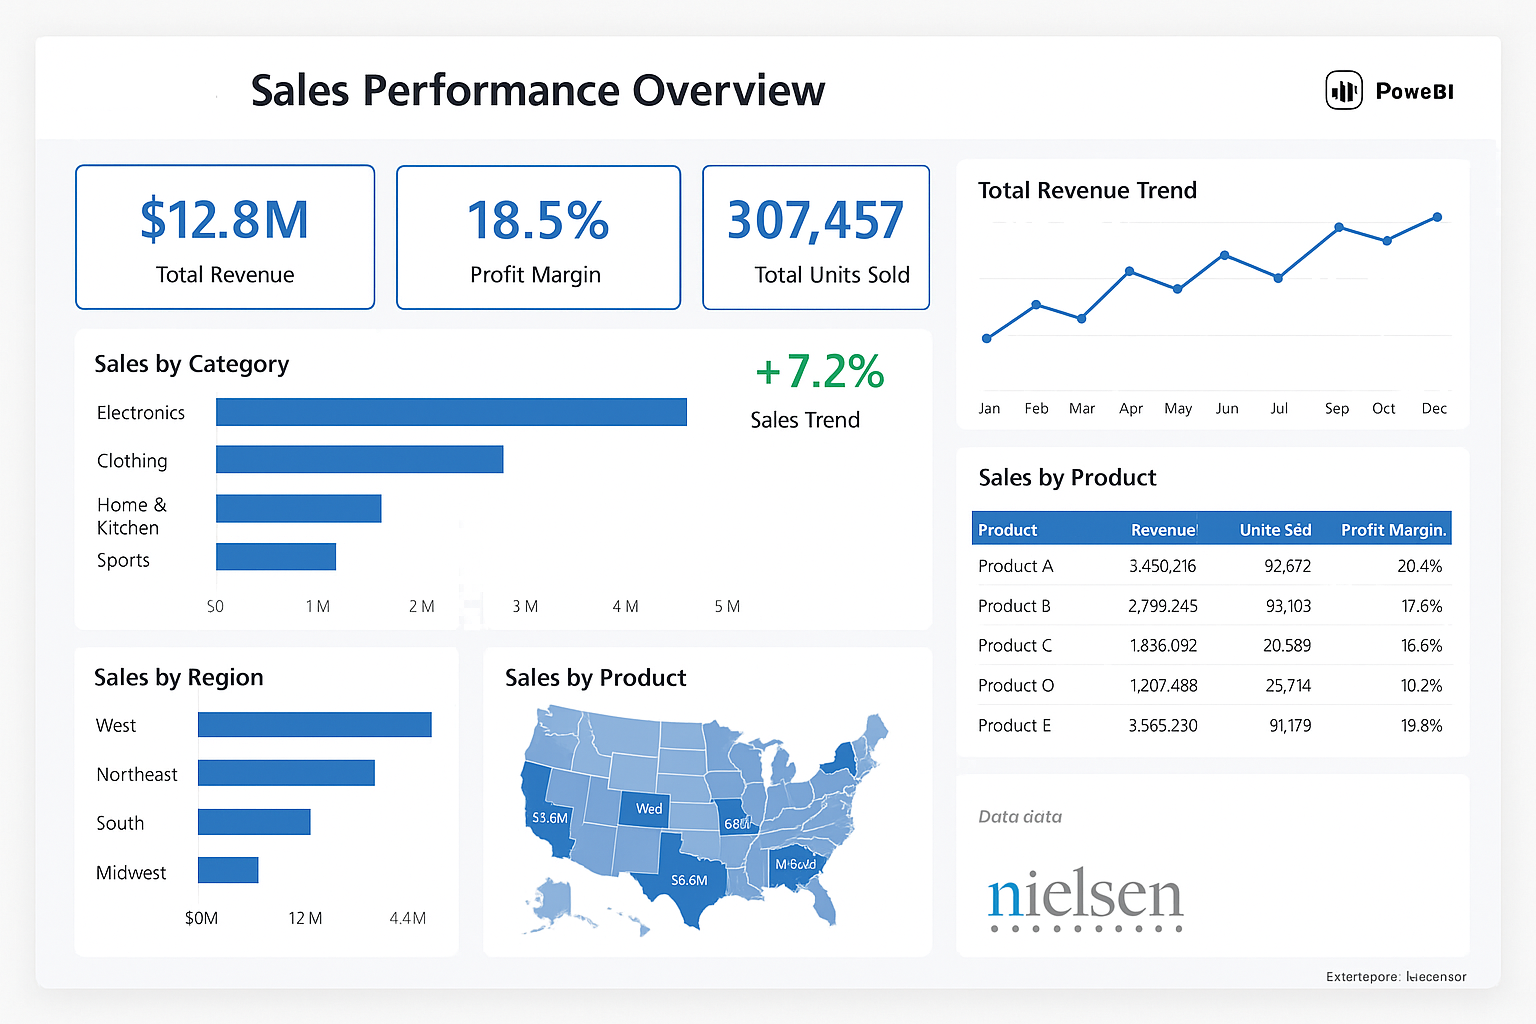 Sales Performance Overview
PoweBI
$12.8M
Total Revenue
18.5%
Profit Margin
307,457
Total Units Sold
Sales by Category
+7.2%
Sales Trend
Electronics
Clothing
Home &
Kitchen
Sports
S0 1 M 2 M 3 M 4 M 5 M
Total Revenue Trend
Jan Feb Mar Apr May Jun Jul Sep Oct Dec
Sales by Product
Product Revenue Unite Séd Profit Margin.
Product A 3.450,216 92,672 20.4%
Product B 2,799.245 93,103 17.6%
Product C 1.836.092 20.589 16.6%
Product O 1,207.488 25,714 10.2%
Product E 3.565.230 91,179 19.8%
Sales by Region
West
Northeast
South
Midwest
$0M 12 M 4.4M
Sales by Product
S3.6M
Wed
S6.6M
Data ciata
nielsen
Extertepore: